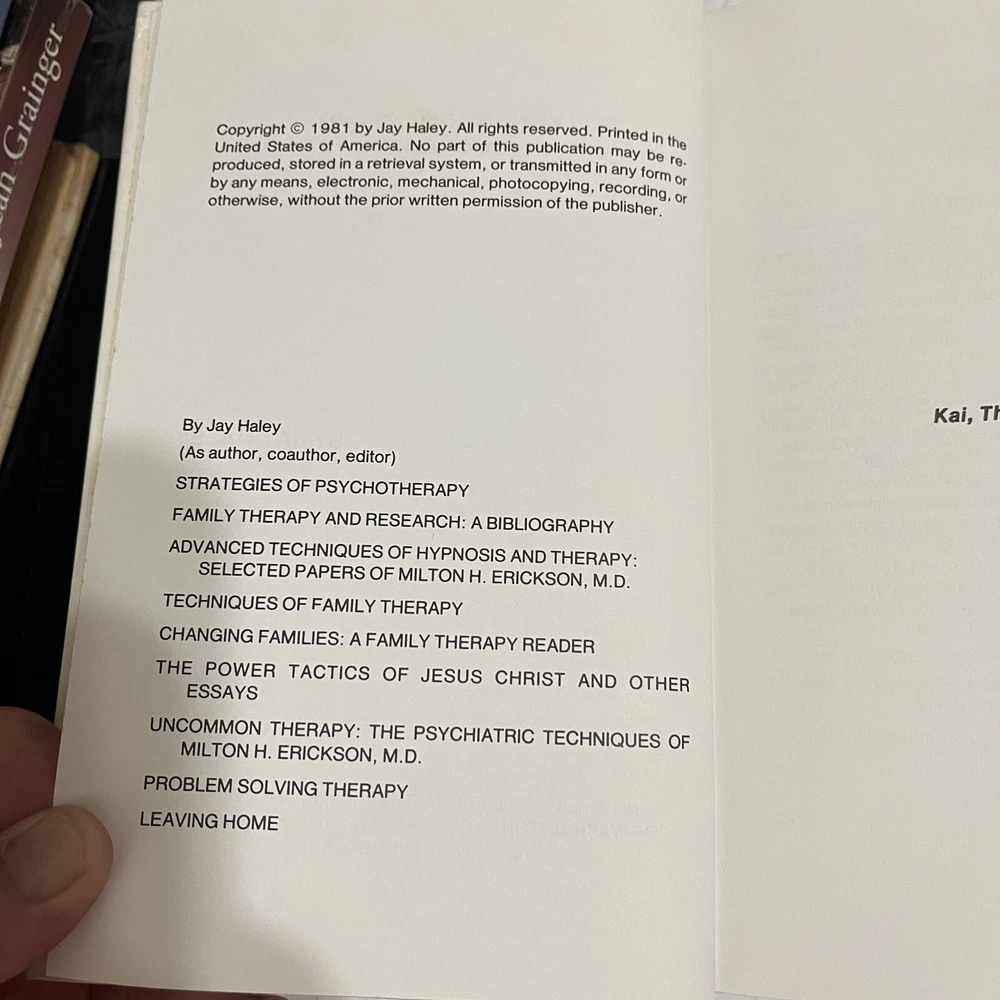 Grainger
Copyright © 1981 by Jay Haley. All rights reserved. Printed in the
United States of America. No part of this publication may be re-
produced, stored in a retrieval system, or transmitted in any form or
by any means, electronic, mechanical, photocopying, recording, or
otherwise, without the prior written permission of the publisher.
By Jay Haley
(As author, coauthor, editor)
STRATEGIES OF PSYCHOTHERAPY
FAMILY THERAPY AND RESEARCH: A BIBLIOGRAPHY
ADVANCED TECHNIQUES OF HYPNOSIS AND THERAPY:
SELECTED PAPERS OF MILTON H. ERICKSON, M.D.
TECHNIQUES OF FAMILY THERAPY
CHANGING FAMILIES: A FAMILY THERAPY READER
THE POWER TACTICS OF JESUS CHRIST AND OTHER
ESSAYS
UNCOMMON THERAPY: THE PSYCHIATRIC TECHNIQUES OF
MILTON H. ERICKSON, M.D.
PROBLEM SOLVING THERAPY
LEAVING HOME
Kai, Th